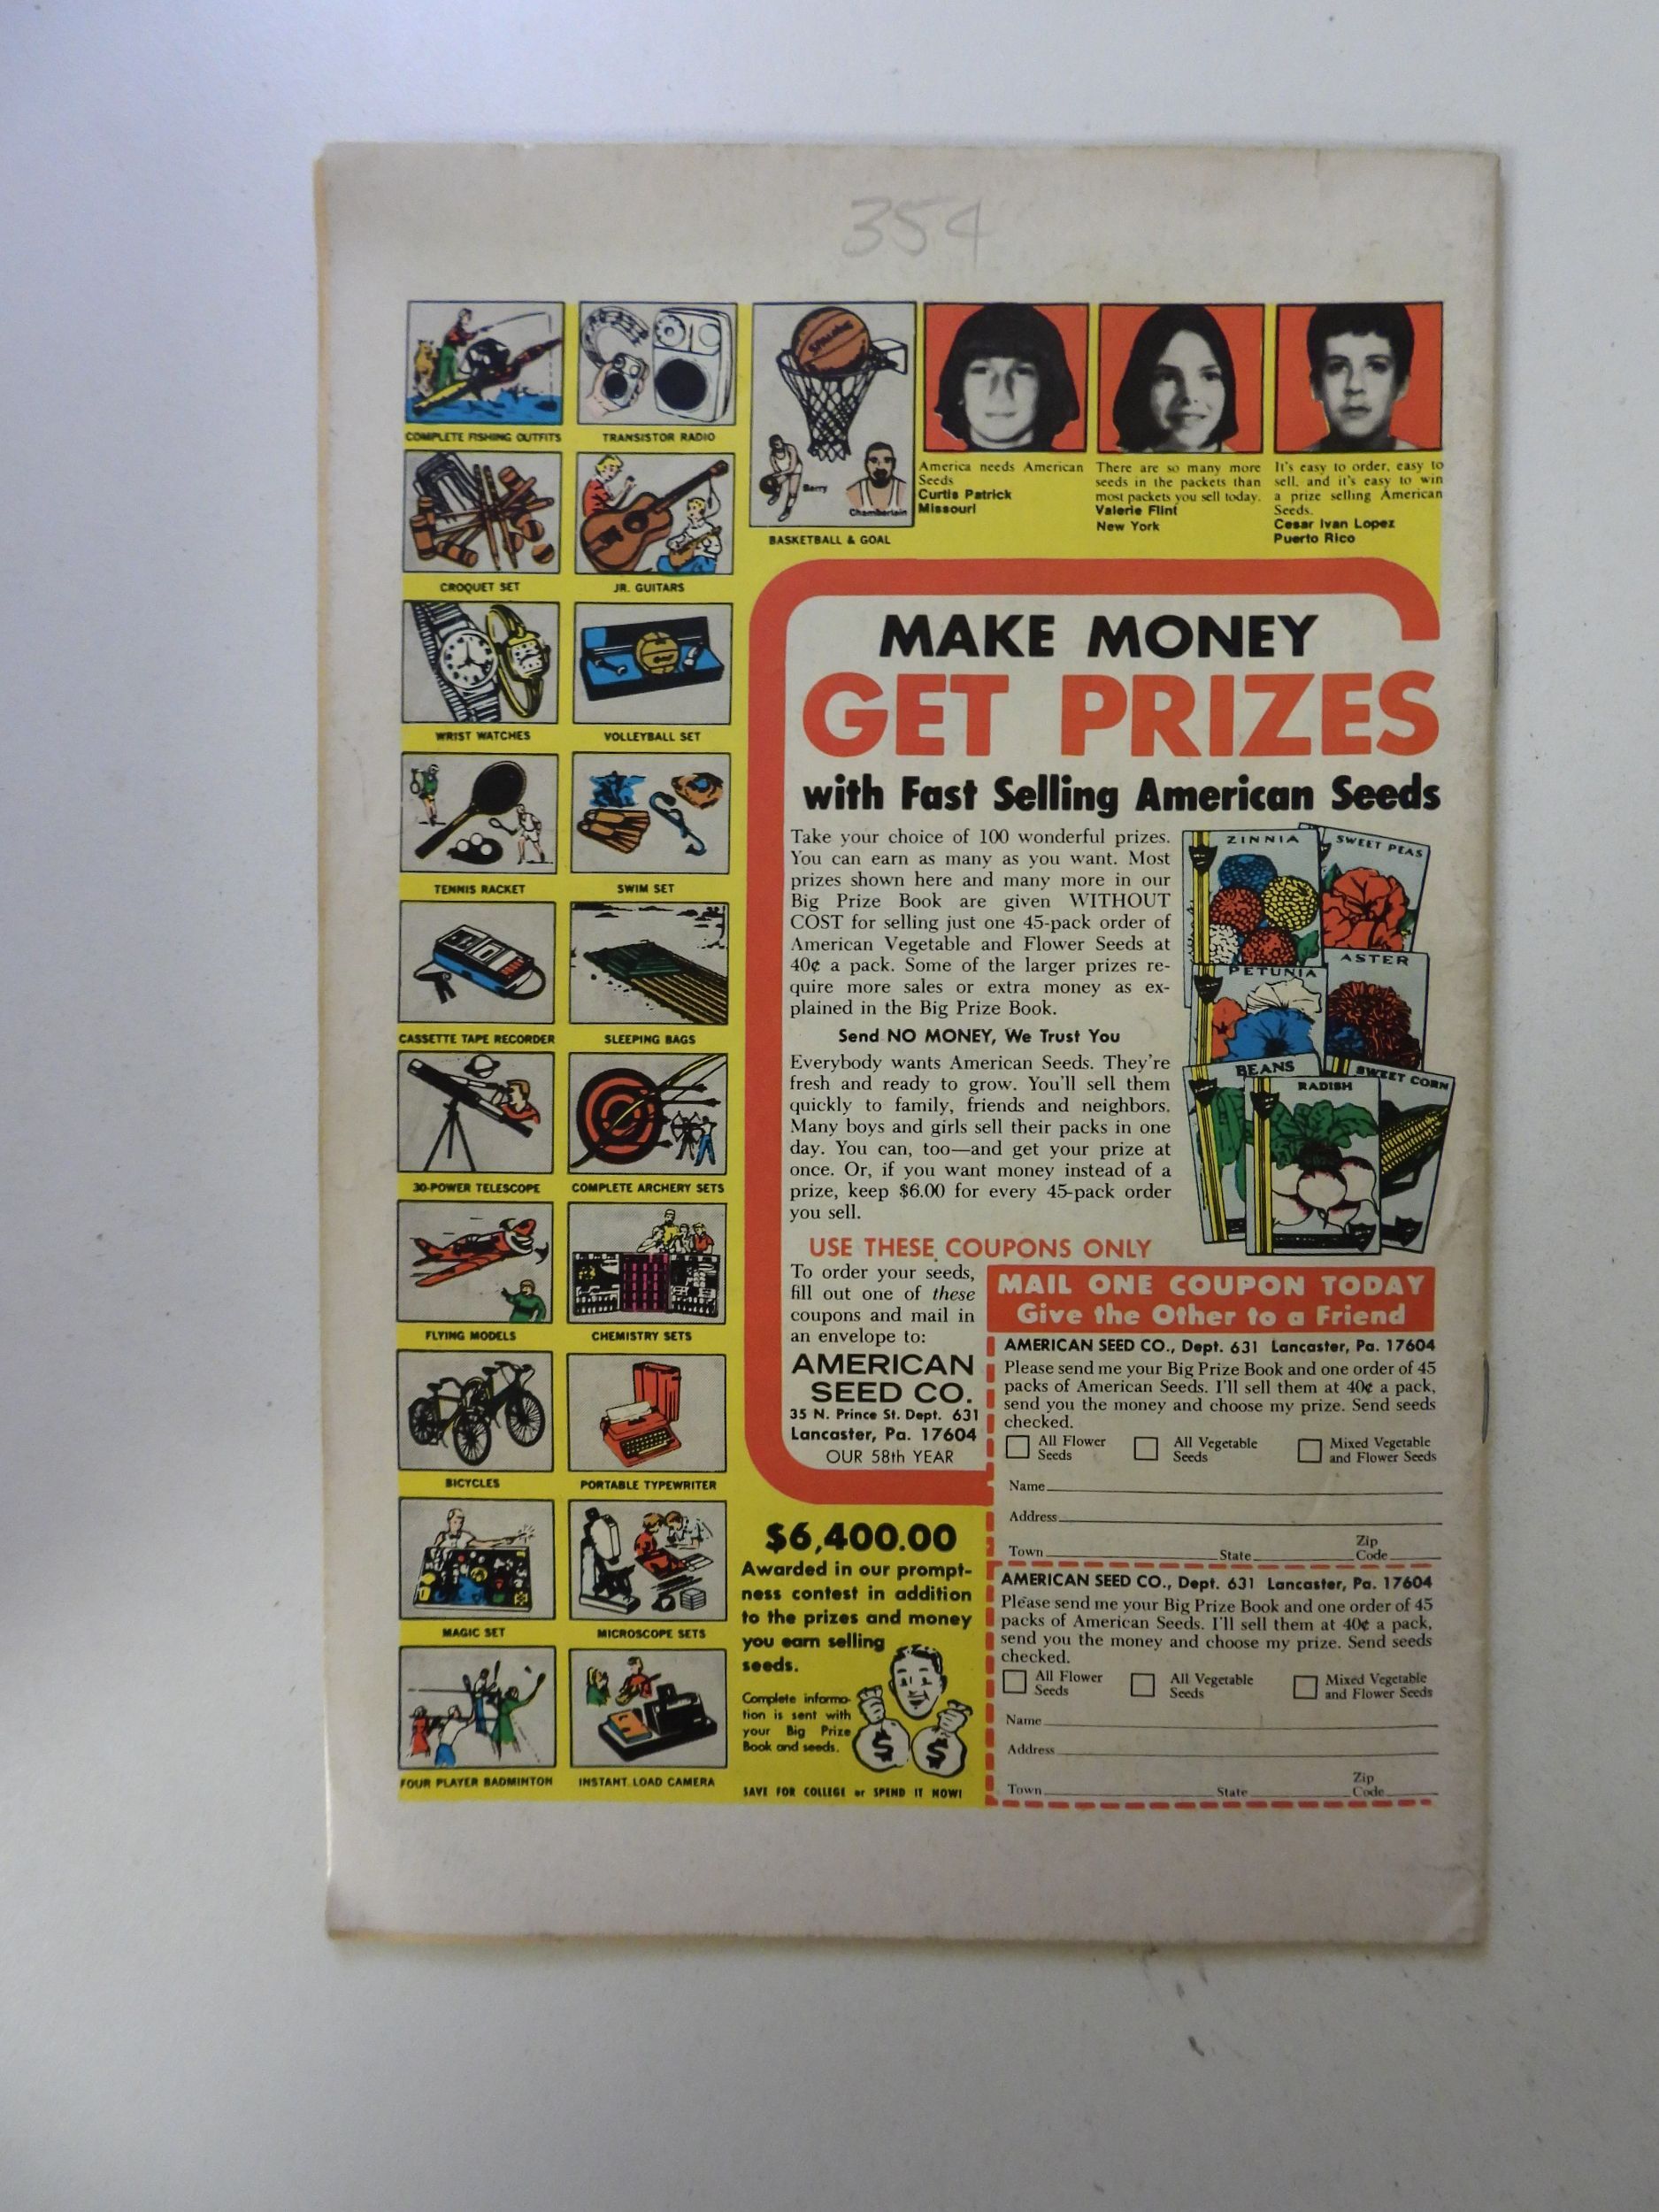 354
COMPLETE FISHING OUTFITS
TRANSISTOR RADIO
CROQUET SET
JR. GUITARS
WRIST WATCHES
VOLLEYBALL SET
TENNIS RACKET
SWIM SET
CASSETTE TAPE RECORDER
SLEEPING BAGS
30-POWER TELESCOPE
COMPLETE ARCHERY SETS
FLYING MODELS
CHEMISTRY SETS
BICYCLES
PORTABLE TYPEWRITER
MAGIC SET
MICROSCOPE SETS
FOUR PLAYER BADMINTON
INSTANT LOAD CAMERA
SPALDING
Barry
Chamberlain
BASKETBALL & GOAL
America needs American
Seeds
Curtis Patrick
Missouri
There are so many more
seeds in the packets than
most packets you sell today.
Valerie Flint
New York
It's easy to order, easy to
sell, and it's easy to win
a prize selling American
Seeds.
Cesar Ivan Lopez
Puerto Rico
MAKE MONEY
GET PRIZES
with Fast Selling American Seeds
Take your choice of 100 wonderful prizes.
You can earn as many as you want. Most
prizes shown here and many more in our
Big Prize Book are given WITHOUT
COST for selling just one 45-pack order of
American Vegetable and Flower Seeds at
40¢ a pack. Some of the larger prizes re-
quire more sales or extra money as ex-
plained in the Big Prize Book.
Send NO MONEY, We Trust You
Everybody wants American Seeds. They're
fresh and ready to grow. You'll sell them
quickly to family, friends and neighbors.
Many boys and girls sell their packs in one
day. You can, too—and get your prize at
once. Or, if you want money instead of a
prize, keep $6.00 for every 45-pack order
you sell.
ZINNIA
SWEET PEAS
PETUNIA
ASTER
BEANS
RADISH
SWEET CORN
USE THESE COUPONS ONLY
To order your seeds,
fill out one of these
coupons and mail in
an envelope to:
AMERICAN
SEED CO.
35 N. Prince St. Dept. 631
Lancaster, Pa. 17604
OUR 58th YEAR
MAIL ONE COUPON TODAY
Give the Other to a Friend
AMERICAN SEED CO., Dept. 631 Lancaster, Pa. 17604
Please send me your Big Prize Book and one order of 45
packs of American Seeds. I'll sell them at 40¢ a pack,
send you the money and choose my prize. Send seeds
checked.
All Flower Seeds All Vegetable Seeds Mixed Vegetable and Flower Seeds
Name
Address
Town State Zip Code
AMERICAN SEED CO., Dept. 631 Lancaster, Pa. 17604
Please send me your Big Prize Book and one order of 45
packs of American Seeds. I'll sell them at 40¢ a pack,
send you the money and choose my prize. Send seeds
checked.
All Flower Seeds All Vegetable Seeds Mixed Vegetable and Flower Seeds
Name
Address
Town State Zip Code
$6,400.00
Awarded in our prompt-
ness contest in addition
to the prizes and money
you earn selling
seeds.
Complete informa-
tion is sent with
your Big Prize
Book and seeds.
$ $
SAVE FOR COLLEGE or SPEND IT NOW!